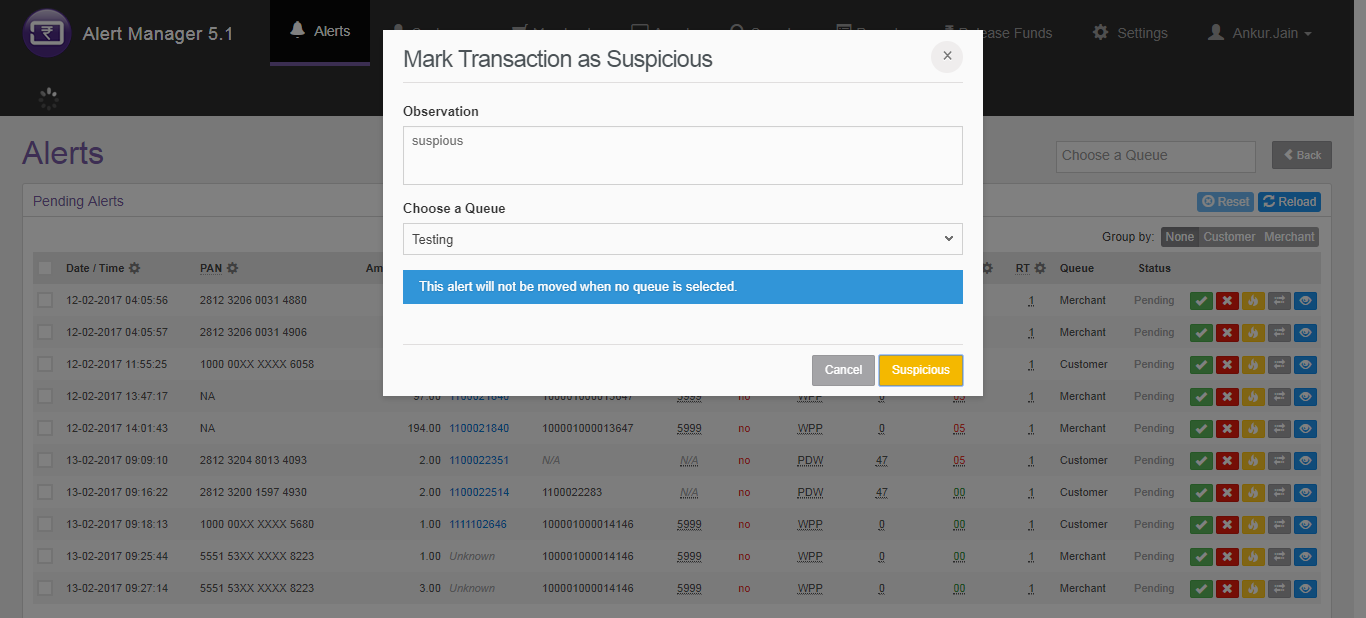 Alert Manager 5.1
Alerts
Release Funds
Settings
Ankur.Jain
Mark Transaction as Suspicious
×
Observation
suspious
Choose a Queue
Testing
This alert will not be moved when no queue is selected.
Cancel Suspicious
Alerts
Choose a Queue
Back
Pending Alerts
Reset Reload
Group by: None Customer Merchant
Date / Time PAN RT Queue Status
12-02-2017 04:05:56 2812 3206 0031 4880 1 Merchant Pending
12-02-2017 04:05:57 2812 3206 0031 4906 1 Merchant Pending
12-02-2017 11:55:25 1000 00XX XXXX 6058 1 Customer Pending
12-02-2017 13:47:17 NA 97.00 1100021840 100001000013647 5999 no WPP 0 05 1 Merchant Pending
12-02-2017 14:01:43 NA 194.00 1100021840 100001000013647 5999 no WPP 0 05 1 Merchant Pending
13-02-2017 09:09:10 2812 3204 8013 4093 2.00 1100022351 N/A N/A no PDW 47 05 1 Customer Pending
13-02-2017 09:16:22 2812 3200 1597 4930 2.00 1100022514 1100022283 N/A no PDW 47 00 1 Customer Pending
13-02-2017 09:18:13 1000 00XX XXXX 5680 1.00 1111102646 100001000014146 5999 no WPP 0 00 1 Customer Pending
13-02-2017 09:25:44 5551 53XX XXXX 8223 1.00 Unknown 100001000014146 5999 no WPP 0 00 1 Merchant Pending
13-02-2017 09:27:14 5551 53XX XXXX 8223 3.00 Unknown 100001000014146 5999 no WPP 0 00 1 Merchant Pending